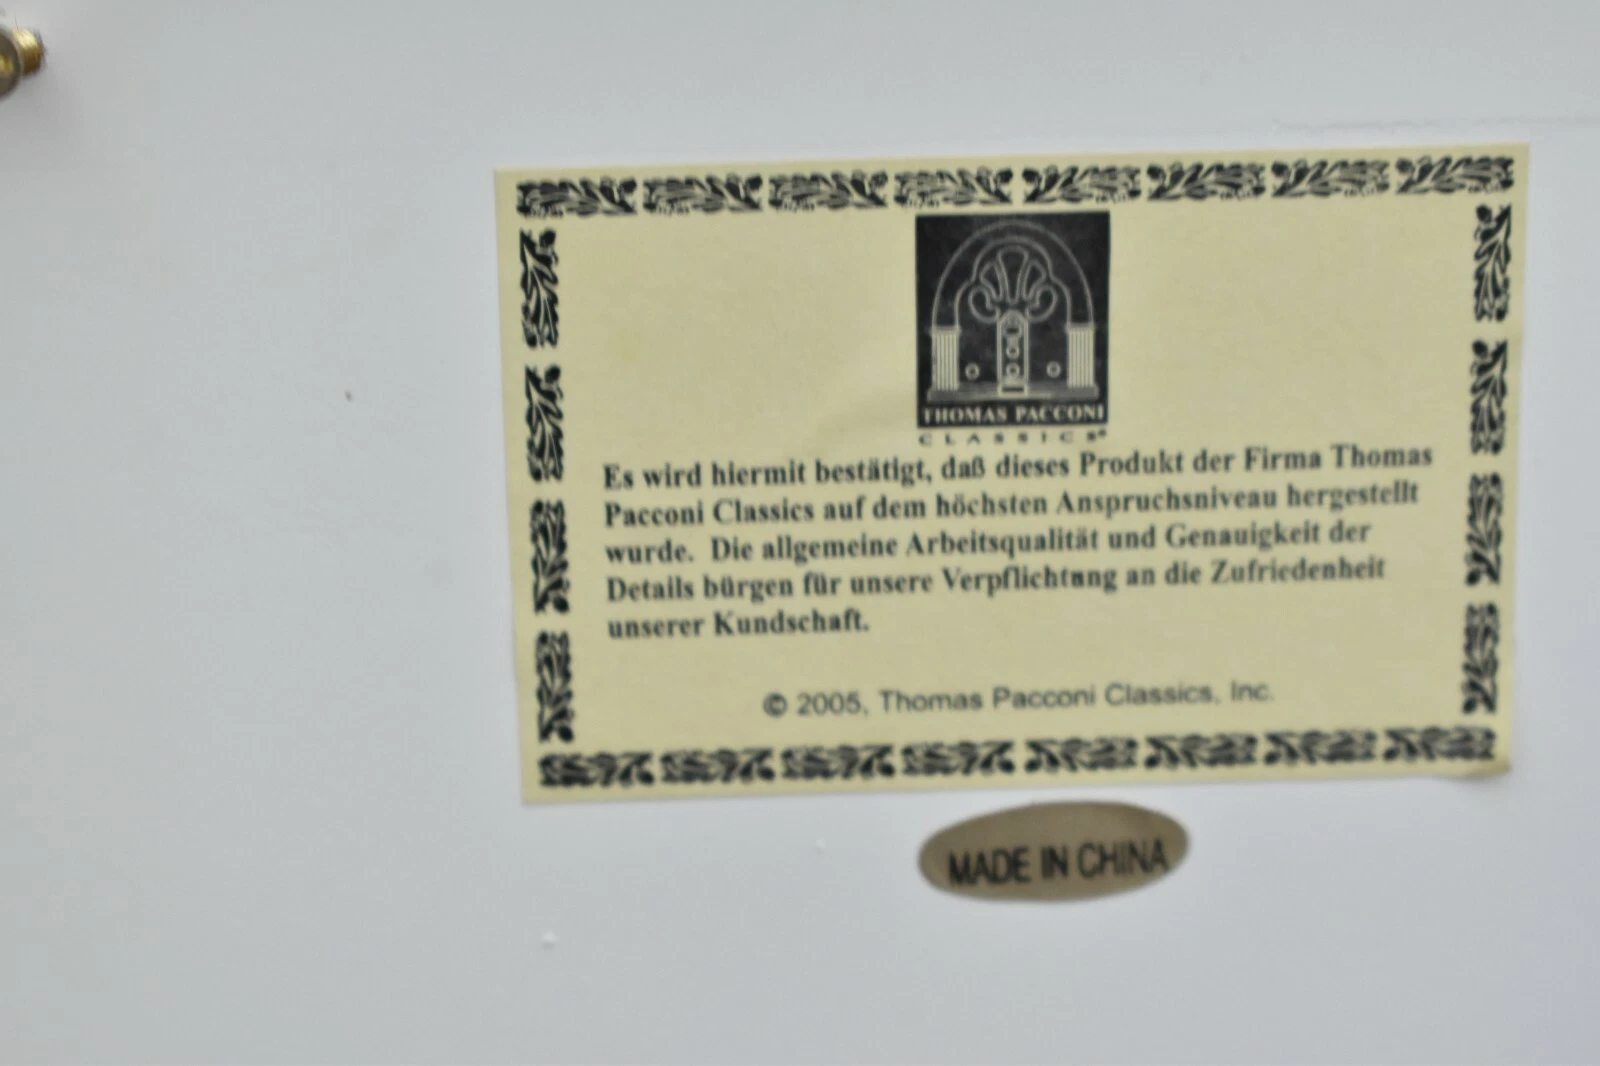 THOMAS PACCONI
CLASSICS®
Es wird hiermit bestätigt, daß dieses Produkt der Firma Thomas
Pacconi Classics auf dem höchsten Anspruchsniveau hergestellt
wurde. Die allgemeine Arbeitsqualität und Genauigkeit der
Details bürgen für unsere Verpflichtung an die Zufriedenheit
unserer Kundschaft.
© 2005, Thomas Pacconi Classics, Inc.
MADE IN CHINA